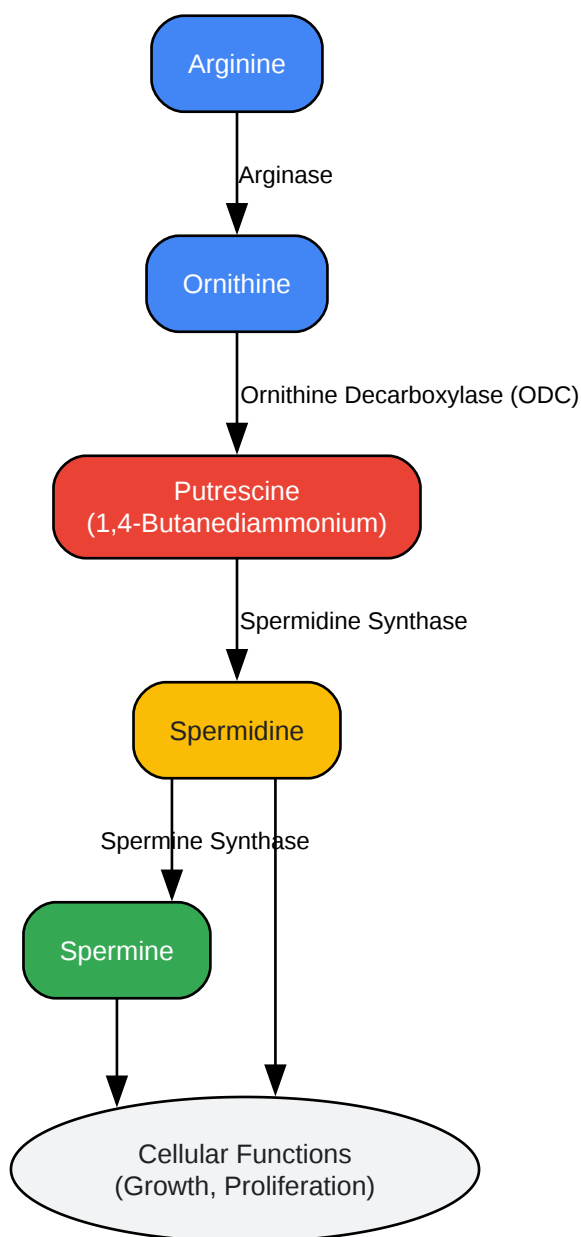 Arginine
Arginase
Ornithine
Ornithine Decarboxylase (ODC)
Putrescine
(1,4-Butanediammonium)
Spermidine Synthase
Spermidine
Spermine Synthase
Spermine
Cellular Functions
(Growth, Proliferation)